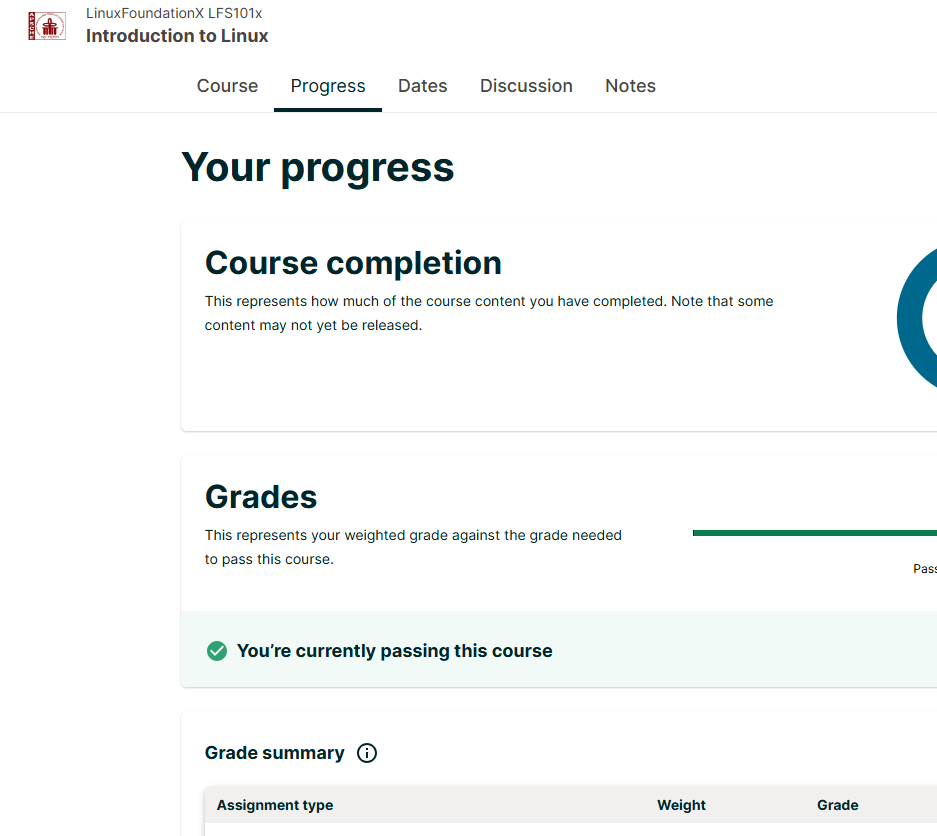 LinuxFoundationX LFS101x
Introduction to Linux
Course Progress Dates Discussion Notes
Your progress
Course completion
This represents how much of the course content you have completed. Note that some
content may not yet be released.
Grades
This represents your weighted grade against the grade needed
to pass this course.
Pass
You’re currently passing this course
Grade summary
Assignment type Weight Grade